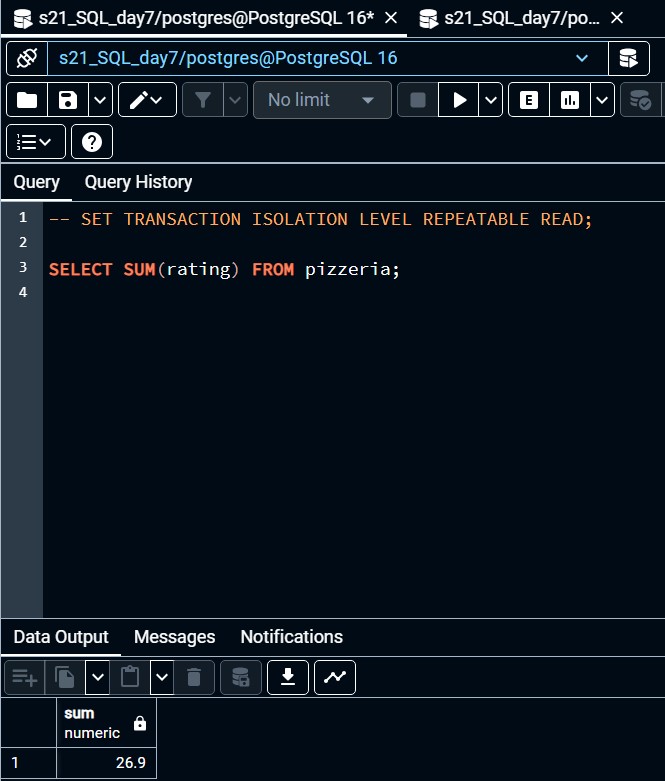 s21_SQL_day7/postgres@PostgreSQL 16* s21_SQL_day7/po...
s21_SQL_day7/postgres@PostgreSQL 16
No limit
E
Query Query History
1 -- SET TRANSACTION ISOLATION LEVEL REPEATABLE READ;
2
3 SELECT SUM(rating) FROM pizzeria;
4
Data Output Messages Notifications
sum
numeric
1 26.9